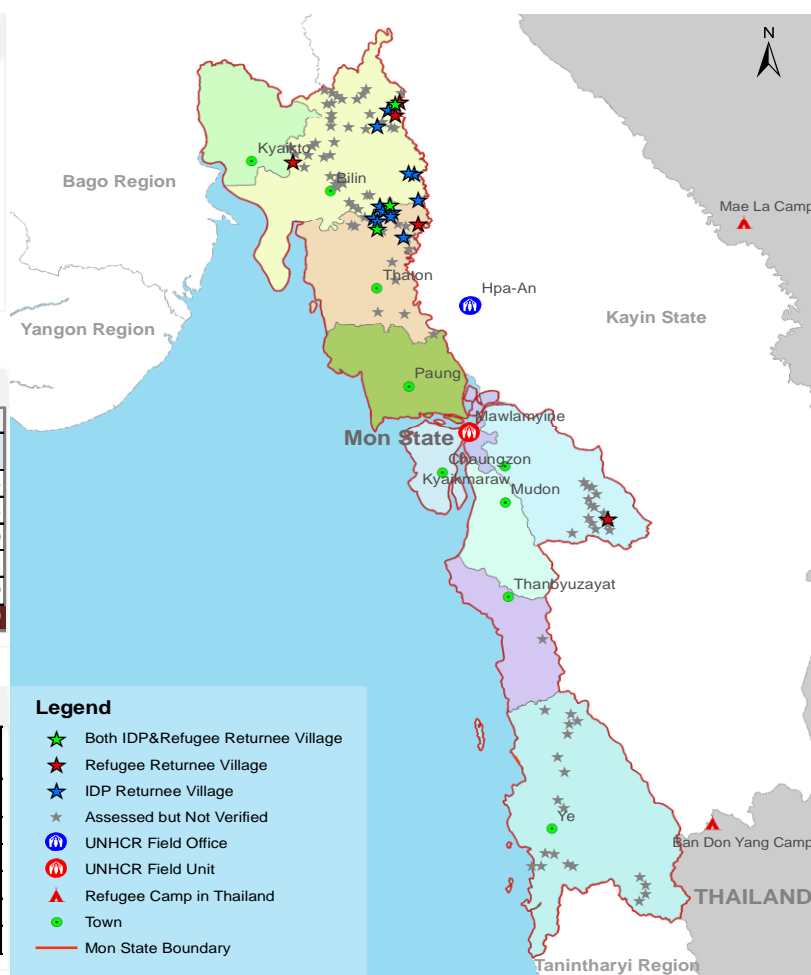 N
Kyaikto
Bago Region
Bilin
Mae La Camp
Thaton
Hpa-An
Kayin State
Yangon Region
Paung
Mawlamyine
Mon State
Chaungzon
Kyaikmaraw
Mudon
Thanbyuzayat
Legend
Both IDP&Refugee Returnee Village
Refugee Returnee Village
IDP Returnee Village
Assessed but Not Verified
UNHCR Field Office
UNHCR Field Unit
Refugee Camp in Thailand
Town
Mon State Boundary
Ye
Ban Don Yang Camp
THAILAND
Tanintharyi Region